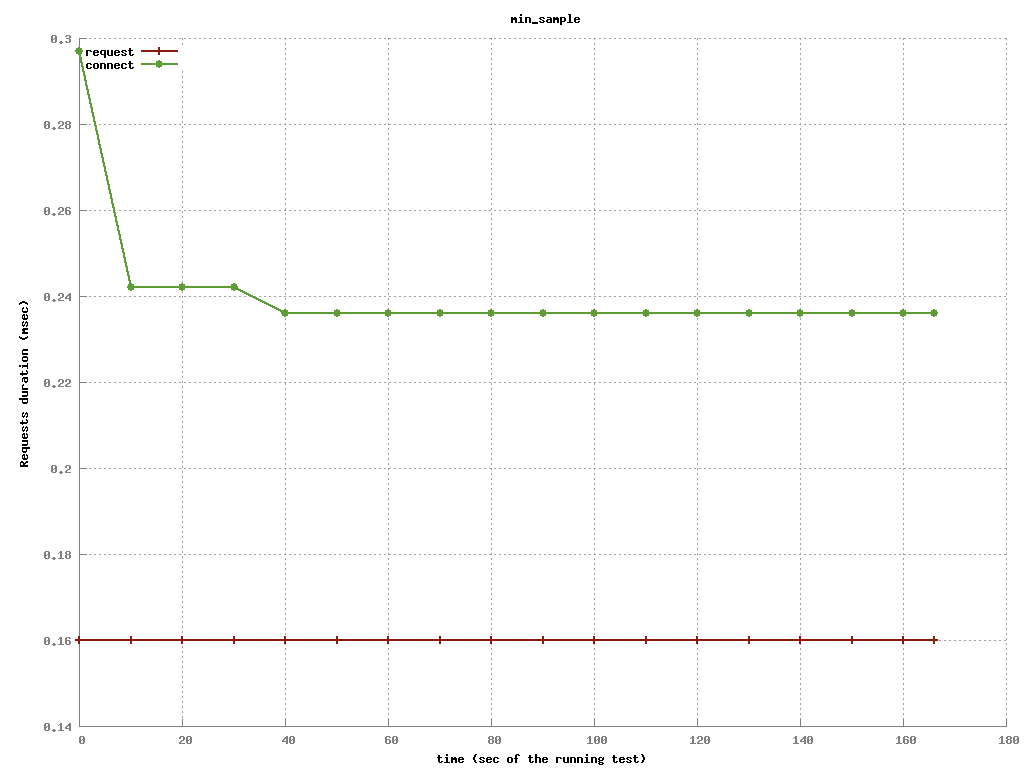 min_sample
0.3
request
connect
0.28
0.26
0.24
0.22
0.2
0.18
0.16
0.14
Requests duration (msec)
0 20 40 60 80 100 120 140 160 180
time (sec of the running test)